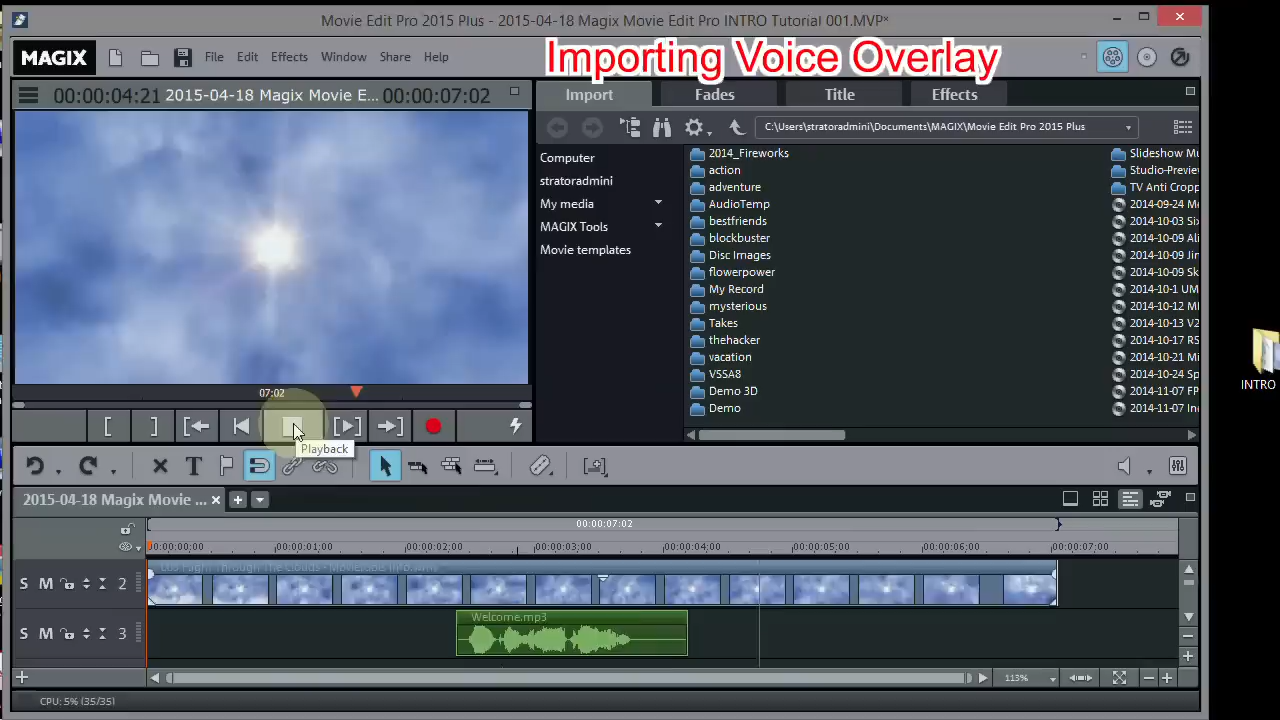 Movie Edit Pro 2015 Plus - 2015-04-18 Magix Movie Edit Pro INTRO Tutorial 001.MVP*
MAGIX File Edit Effects Window Share Help
Importing Voice Overlay
00:00:04:21 2015-04-18 Magix Movie E... 00:00:07:02
Import Fades Title Effects
C:\Users\stratoradmini\Documents\MAGIX\Movie Edit Pro 2015 Plus
Computer
stratoradmini
My media
MAGIX Tools
Movie templates
2014_Fireworks
action
adventure
AudioTemp
bestfriends
blockbuster
Disc Images
flowerpower
My Record
mysterious
Takes
thehacker
vacation
VSSA8
Demo 3D
Demo
Slideshow Mu
Studio-Preview
TV Anti Cropp
2014-09-24 M
2014-10-03 Six
2014-10-09 Ali
2014-10-09 Jin
2014-10-09 Sk
2014-10-1 UM
2014-10-12 M
2014-10-13 V2
2014-10-17 RS
2014-10-21 Mi
2014-10-24 Sp
2014-11-07 FP
2014-11-07 In
INTRO
07:02
Playback
2015-04-18 Magix Movie ...
00:00:07:02
00:00:00:00 00:00:01:00 00:00:02:00 00:00:03:00 00:00:04:00 00:00:05:00 00:00:06:00 00:00:07:00
Through The Clouds
S M 2
Welcome.mp3
S M 3
113%
CPU: 5% (35/35)